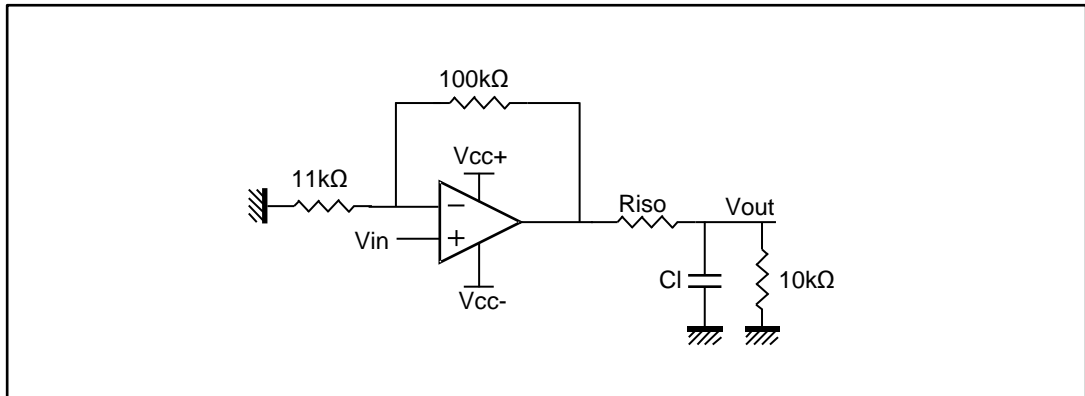 100kΩ
Vcc+
11kΩ
−
Riso
Vout
Vin
+
Cl
10kΩ
Vcc-